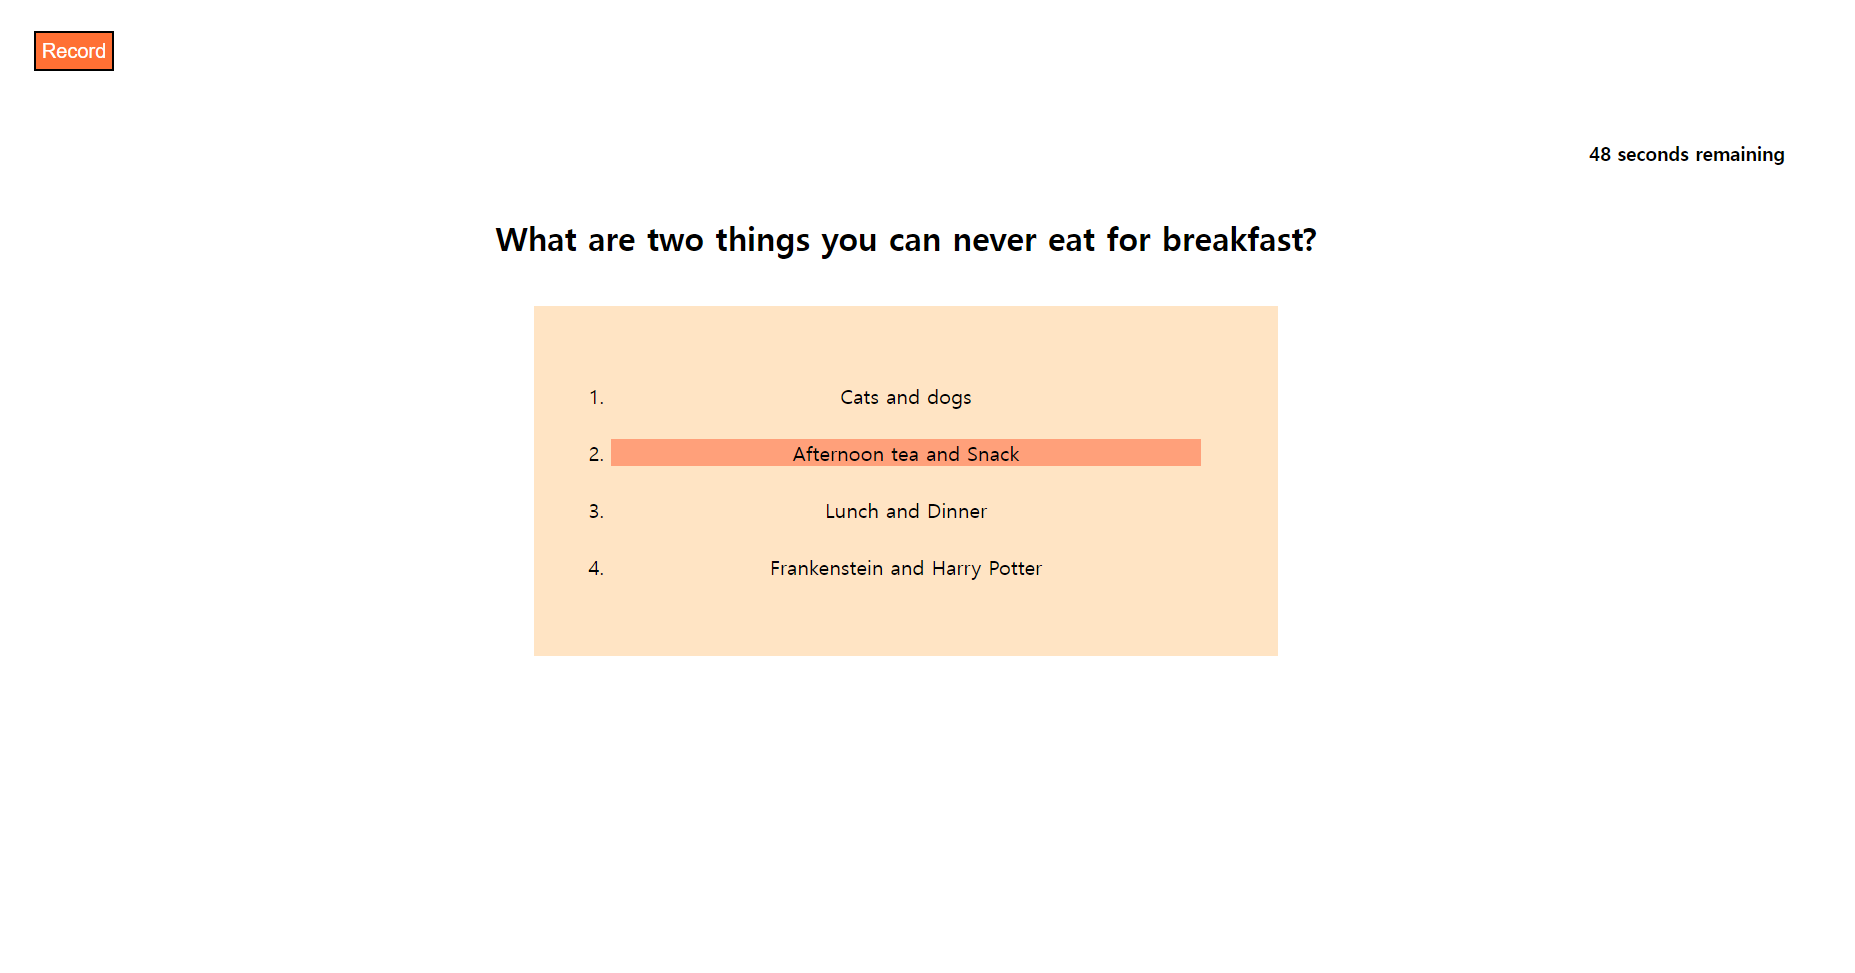 Record
48 seconds remaining
What are two things you can never eat for breakfast?
1. Cats and dogs
2. Afternoon tea and Snack
3. Lunch and Dinner
4. Frankenstein and Harry Potter